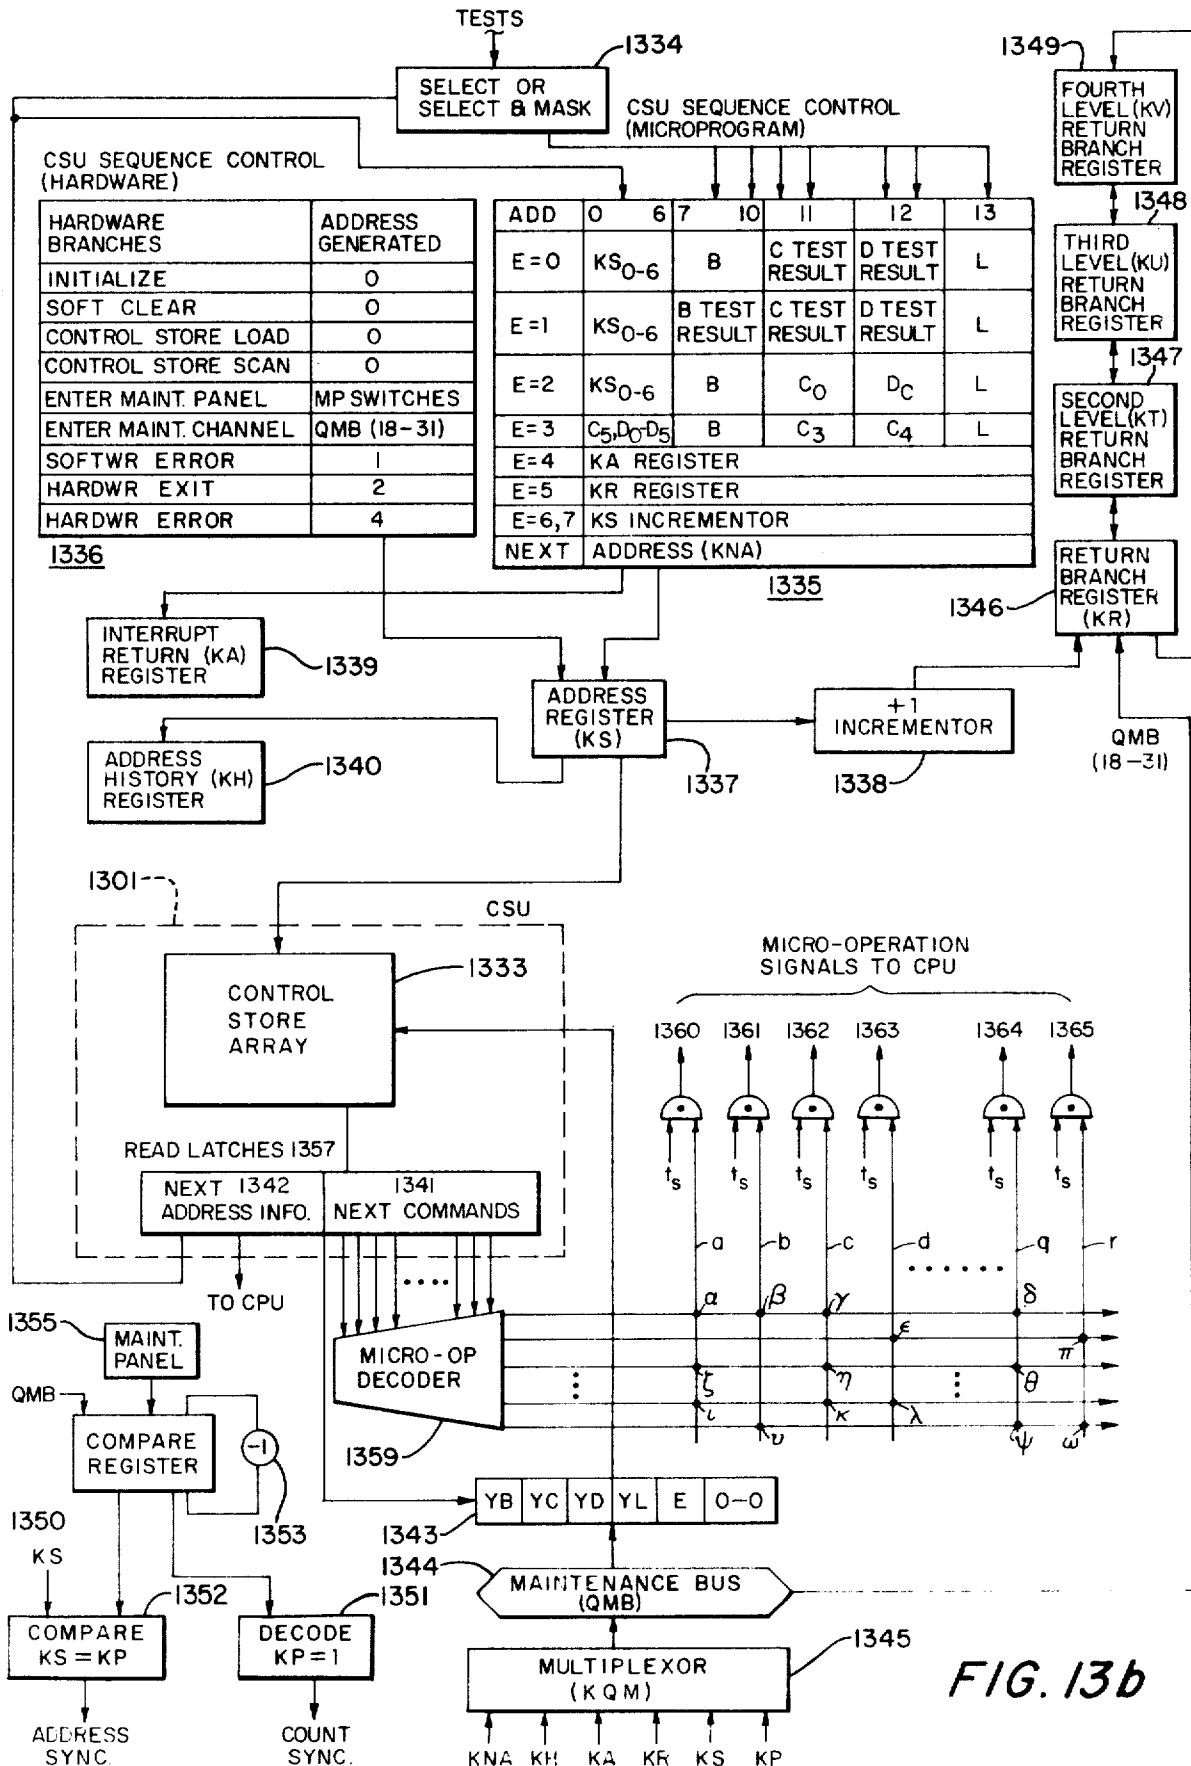 TESTS
1334
SELECT OR
SELECT & MASK
CSU SEQUENCE CONTROL
(MICROPROGRAM)
1349
FOURTH
LEVEL (KV)
RETURN
BRANCH
REGISTER
1348
THIRD
LEVEL (KU)
RETURN
BRANCH
REGISTER
1347
SECOND
LEVEL (KT)
RETURN
BRANCH
REGISTER
RETURN
BRANCH
REGISTER
(KR)
1346
CSU SEQUENCE CONTROL
(HARDWARE)
HARDWARE BRANCHES ADDRESS GENERATED
INITIALIZE 0
SOFT CLEAR 0
CONTROL STORE LOAD 0
CONTROL STORE SCAN 0
ENTER MAINT. PANEL MP SWITCHES
ENTER MAINT. CHANNEL QMB (18-31)
SOFTWR ERROR 1
HARDWR EXIT 2
HARDWR ERROR 4
1336
ADD 0 6 7 10 11 12 13
E=0 KS0-6 B C TEST RESULT D TEST RESULT L
E=1 KS0-6 B TEST RESULT C TEST RESULT D TEST RESULT L
E=2 KS0-6 B C0 DC L
E=3 C5,D0-D5 B C3 C4 L
E=4 KA REGISTER
E=5 KR REGISTER
E=6,7 KS INCREMENTOR
NEXT ADDRESS (KNA)
1335
INTERRUPT
RETURN (KA)
REGISTER
1339
ADDRESS
HISTORY (KH)
REGISTER
1340
ADDRESS
REGISTER
(KS)
1337
+1
INCREMENTOR
1338
QMB
(18-31)
1301
CSU
CONTROL
STORE
ARRAY
1333
READ LATCHES 1357
NEXT 1342
ADDRESS INFO.
1341
NEXT COMMANDS
TO CPU
MICRO-OPERATION
SIGNALS TO CPU
1360 1361 1362 1363 1364 1365
ts ts ts ts ts ts
a b c d q r
α β γ δ
ε π
ζ η θ
ι κ λ
υ ψ ω
MICRO-OP
DECODER
1359
1355
MAINT.
PANEL
QMB
COMPARE
REGISTER
-1
1353
1350
KS
1352
COMPARE
KS = KP
ADDRESS
SYNC.
1351
DECODE
KP=1
COUNT
SYNC.
YB YC YD YL E 0-0
1343
1344
MAINTENANCE BUS
(QMB)
MULTIPLEXOR
(KQM)
1345
KNA KH KA KR KS KP
FIG. 13b